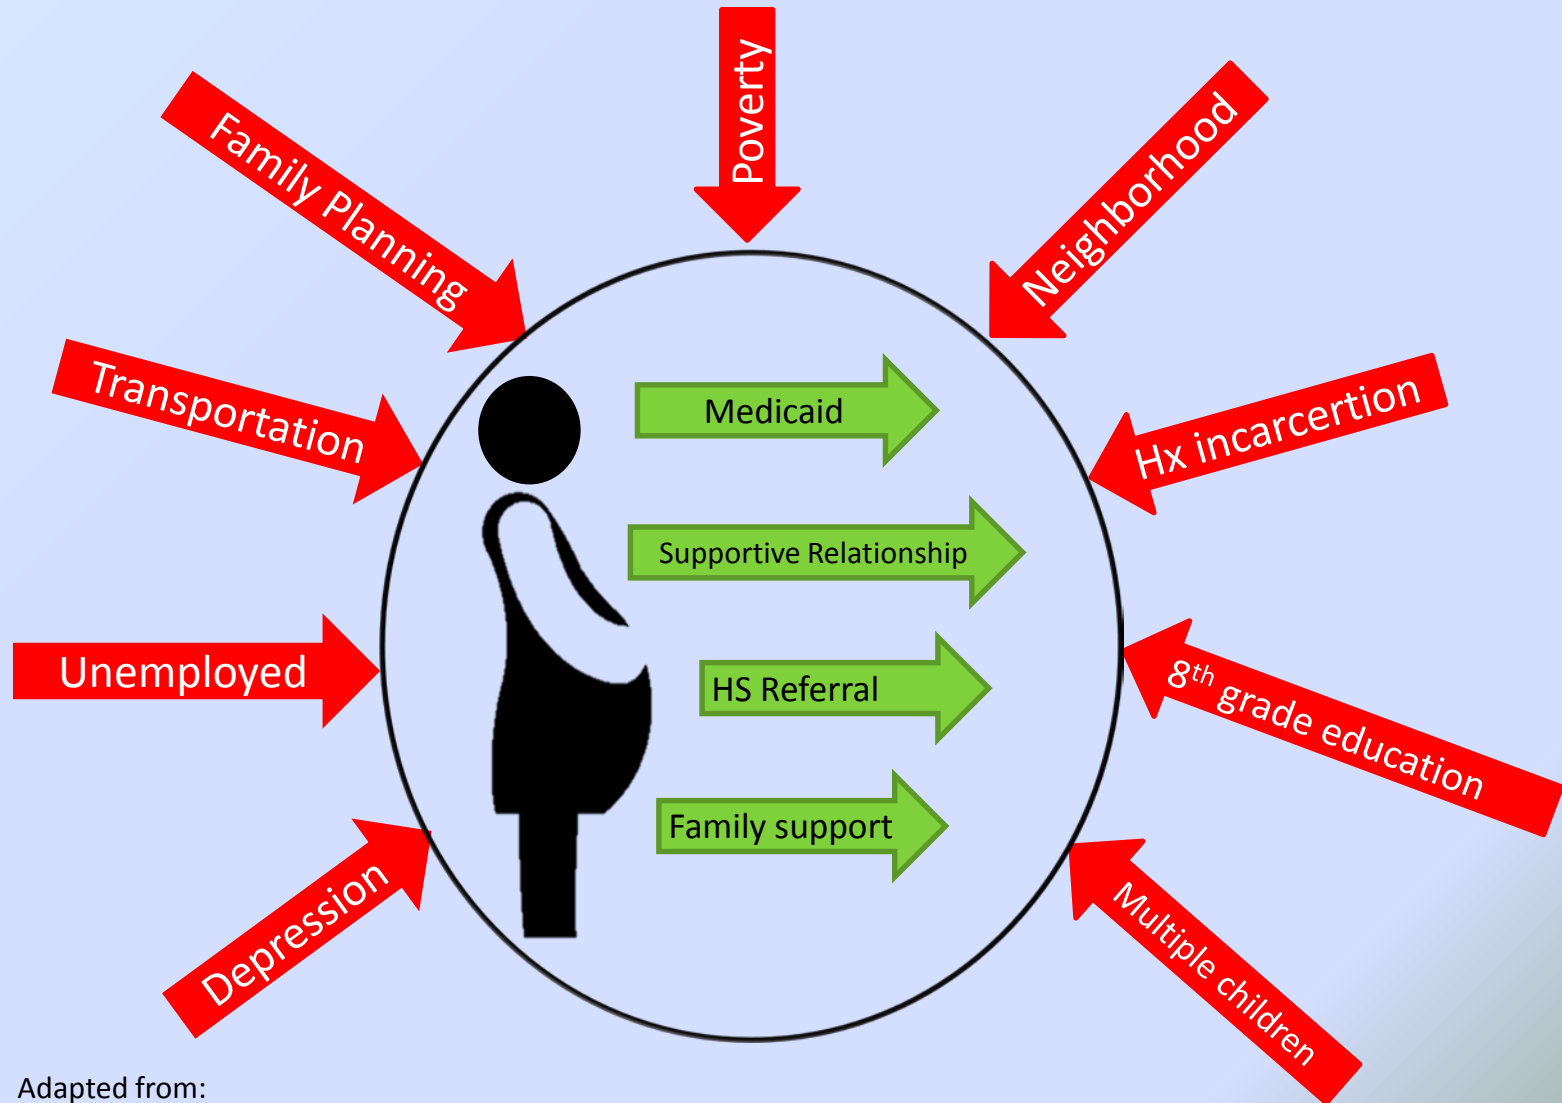 Poverty
Family Planning
Neighborhood
Transportation
Hx incarcertion
Medicaid
Supportive Relationship
Unemployed
HS Referral
8th grade education
Family support
Depression
Multiple children
Adapted from: